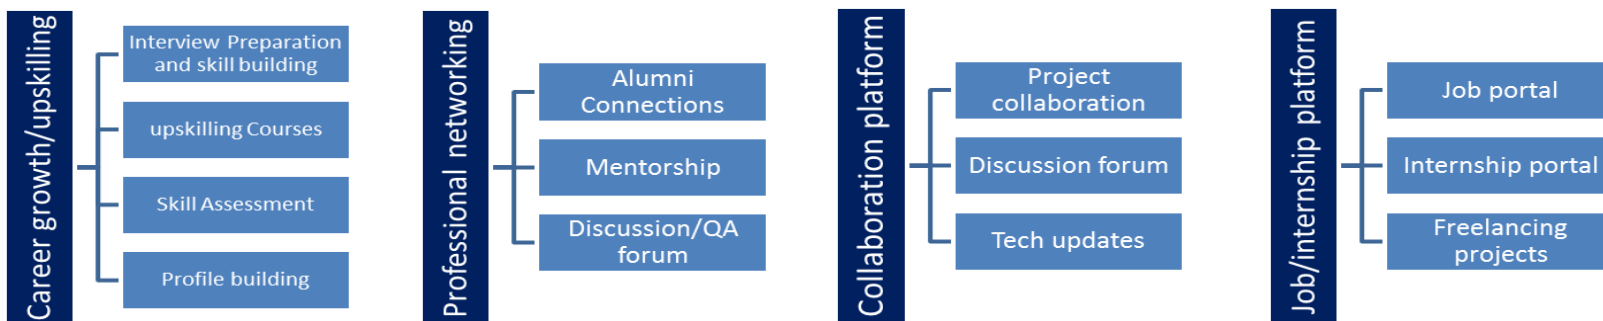 Career growth/upskilling
Interview Preparation
and skill building
upskilling Courses
Skill Assessment
Profile building
Professional networking
Alumni
Connections
Mentorship
Discussion/QA
forum
Collaboration platform
Project
collaboration
Discussion forum
Tech updates
Job/internship platform
Job portal
Internship portal
Freelancing
projects